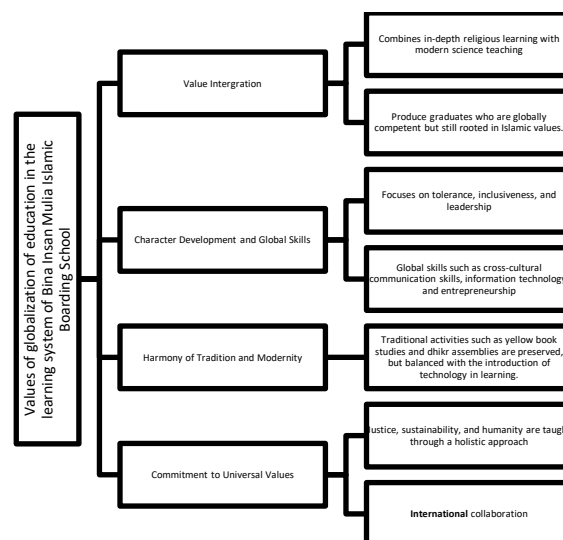 Values of globalization of education in the
learning system of Bina Insan Mulia Islamic
Boarding School
Value Intergration
Combines in-depth religious learning with
modern science teaching
Produce graduates who are globally
competent but still rooted in Islamic values.
Character Development and Global Skills
Focuses on tolerance, inclusiveness, and
leadership
Global skills such as cross-cultural
communication skills, information technology
and entrepreneurship
Harmony of Tradition and Modernity
Traditional activities such as yellow book
studies and dhikr assemblies are preserved,
but balanced with the introduction of
technology in learning.
Commitment to Universal Values
Justice, sustainability, and humanity are taugh
through a holistic approach
International collaboration